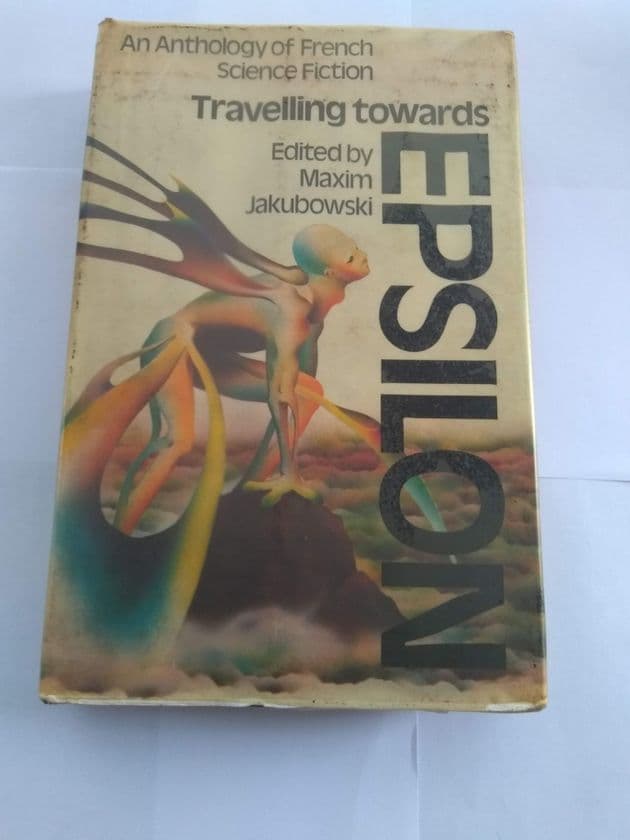 An Anthology of French
Science Fiction
Travelling towards
EPSILON
Edited by
Maxim
Jakubowski